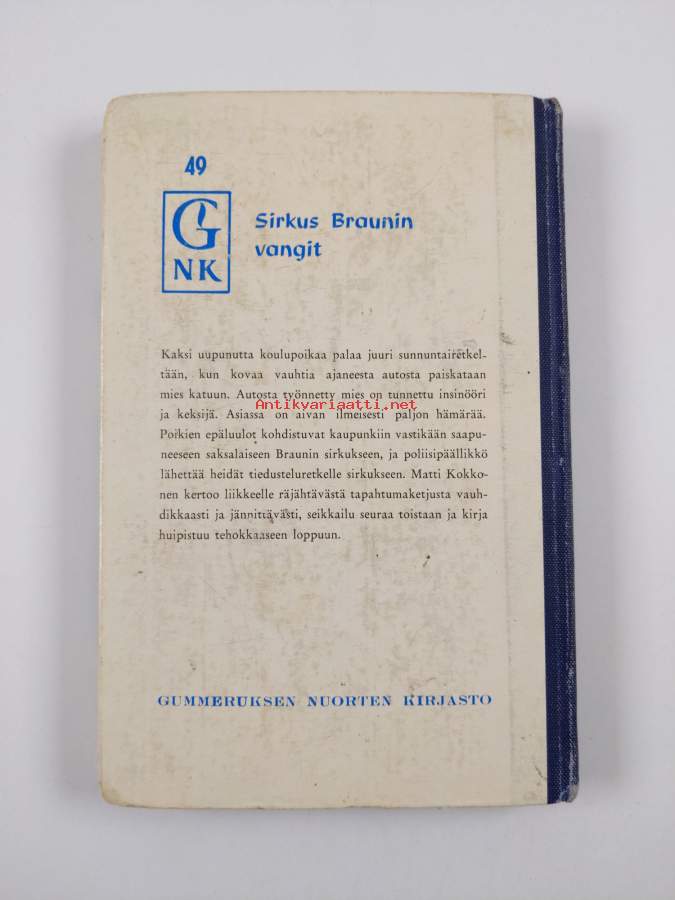 49
G
NK
Sirkus Braunin
vangit
Kaksi uupunutta koulupoikaa palaa juuri sunnuntairetkel-
tään, kun kovaa vauhtia ajaneesta autosta paiskataan
mies katuun. Autosta työnnetty mies on tunnettu insinööri
ja keksijä. Asiassa on aivan ilmeisesti paljon hämärää.
Antikvariaatti.net
Poikien epäluulot kohdistuvat kaupunkiin vastikään saapu-
neeseen saksalaiseen Braunin sirkukseen, ja poliisipäällikkö
lähettää heidät tiedusteluretkelle sirkukseen. Matti Kokko-
nen kertoo liikkeelle räjähtävästä tapahtumaketjusta vauh-
dikkaasti ja jännittävästi, seikkailu seuraa toistaan ja kirja
huipistuu tehokkaaseen loppuun.
GUMMERUKSEN NUORTEN KIRJASTO